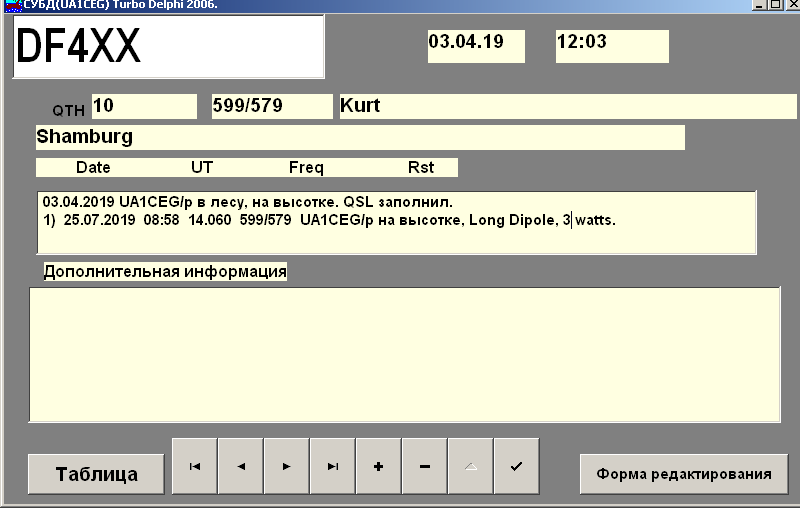 СУБД(UA1CEG) Turbo Delphi 2006.
DF4XX
03.04.19 12:03
QTH 10 599/579 Kurt
Shamburg
Date UT Freq Rst
03.04.2019 UA1CEG/p в лесу, на высотке. QSL заполнил.
1) 25.07.2019 08:58 14.060 599/579 UA1CEG/p на высотке, Long Dipole, 3 watts.
Дополнительная информация
Таблица
Форма редактирования